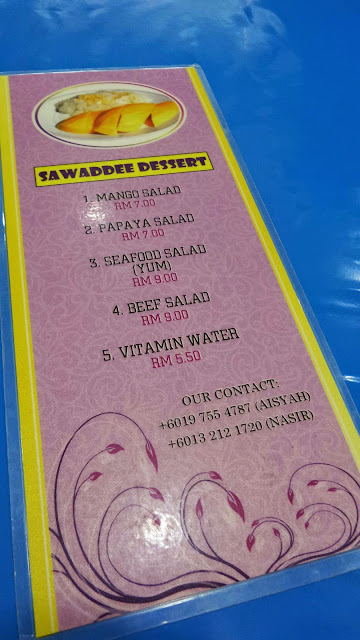 SAWADDEE DESSERT
1. MANGO SALAD
RM 7.00
2. PAPAYA SALAD
RM 7.00
3. SEAFOOD SALAD
(YUM)
RM 9.00
4. BEEF SALAD
RM 9.00
5. VITAMIN WATER
RM 5.50
OUR CONTACT:
+6019 755 4787 (AISYAH)
+6013 212 1720 (NASIR)